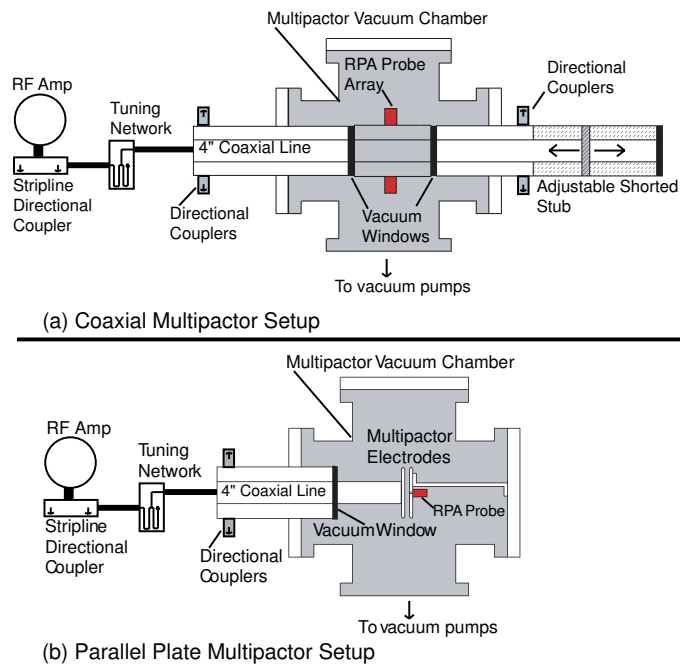 Multipactor Vacuum Chamber
RF Amp
RPA Probe
Array
Directional
Couplers
Tuning
Network
4" Coaxial Line
Stripline
Directional
Coupler
Directional
Couplers
Vacuum
Windows
Adjustable Shorted
Stub
To vacuum pumps
(a) Coaxial Multipactor Setup
Multipactor Vacuum Chamber
RF Amp
Tuning
Network
Multipactor
Electrodes
4" Coaxial Line
RPA Probe
Stripline
Directional
Coupler
Directional
Couplers
Vacuum Window
To vacuum pumps
(b) Parallel Plate Multipactor Setup